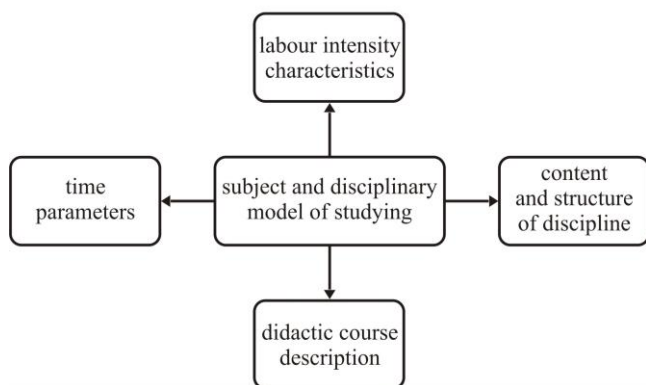 labour intensity
characteristics
time
parameters
subject and disciplinary
model of studying
content
and structure
of discipline
didactic course
description